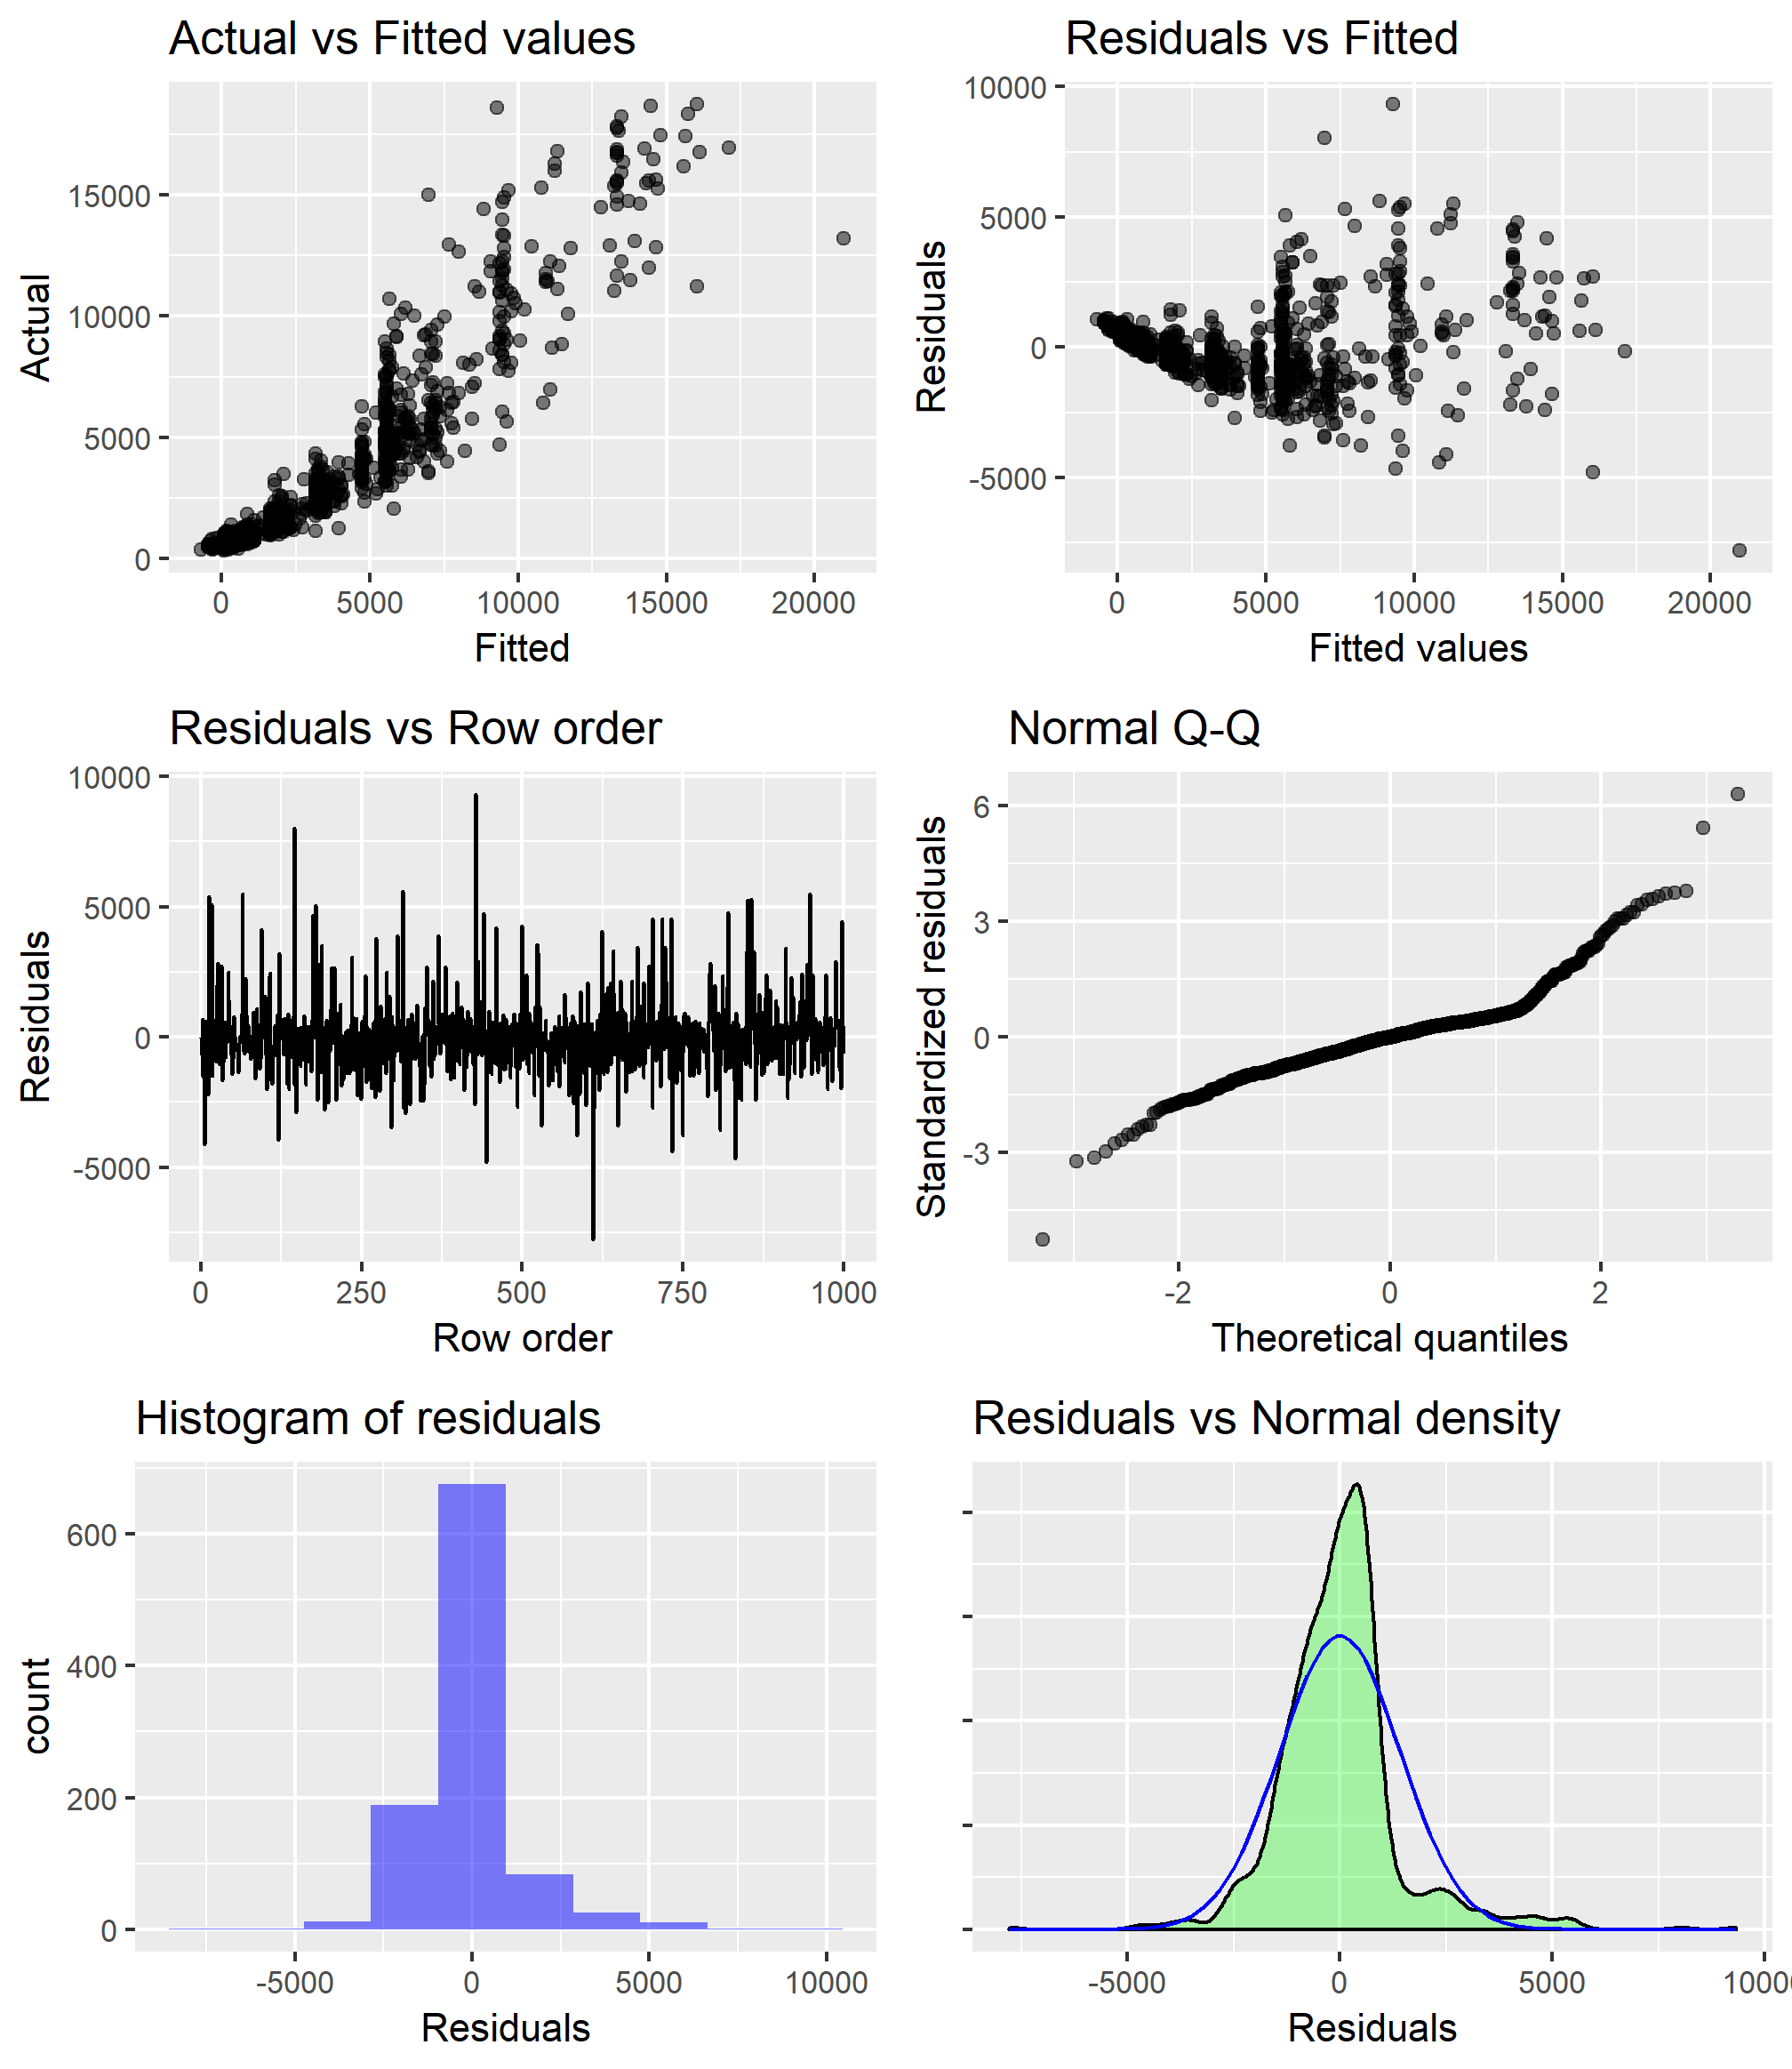 Actual vs Fitted values
Actual
15000
10000
5000
0
0 5000 10000 15000 20000
Fitted
Residuals vs Fitted
Residuals
10000
5000
0
-5000
0 5000 10000 15000 20000
Fitted values
Residuals vs Row order
Residuals
10000
5000
0
-5000
0 250 500 750 1000
Row order
Normal Q-Q
Standardized residuals
6
3
0
-3
-2 0 2
Theoretical quantiles
Histogram of residuals
count
600
400
200
0
-5000 0 5000 10000
Residuals
Residuals vs Normal density
-5000 0 5000 1000
Residuals